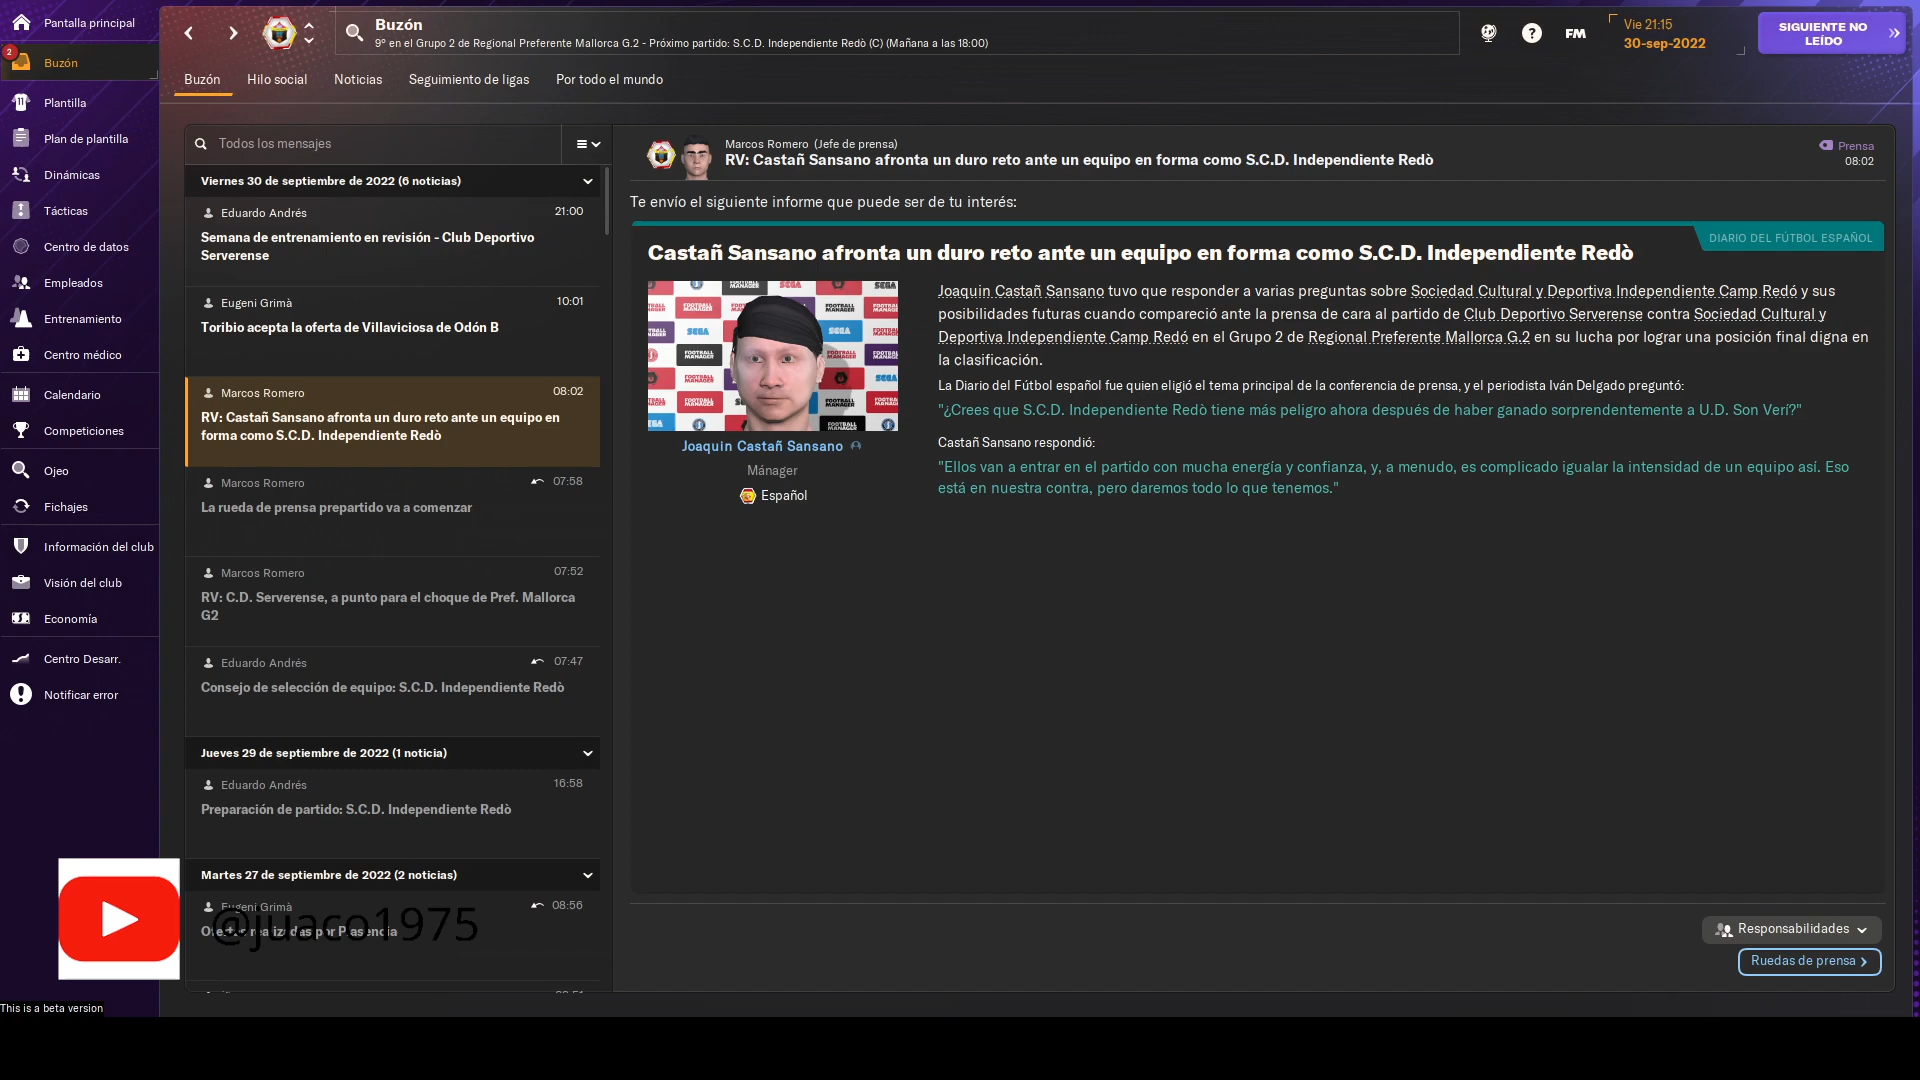 Pantalla principal
2
Buzón
Plantilla
Plan de plantilla
Dinámicas
Tácticas
Centro de datos
Empleados
Entrenamiento
Centro médico
Calendario
Competiciones
Ojeo
Fichajes
Información del club
Visión del club
Economía
Centro Desarr.
Notificar error
This is a beta version
Buzón
9º en el Grupo 2 de Regional Preferente Mallorca G.2 - Próximo partido: S.C.D. Independiente Redò (C) (Mañana a las 18:00)
FM
Vie 21:15
30-sep-2022
SIGUIENTE NO LEÍDO
Buzón
Hilo social
Noticias
Seguimiento de ligas
Por todo el mundo
Todos los mensajes
Viernes 30 de septiembre de 2022 (6 noticias)
Eduardo Andrés 21:00
Semana de entrenamiento en revisión - Club Deportivo
Serverense
Eugeni Grimà 10:01
Toribio acepta la oferta de Villaviciosa de Odón B
Marcos Romero 08:02
RV: Castañ Sansano afronta un duro reto ante un equipo en
forma como S.C.D. Independiente Redò
Marcos Romero 07:58
La rueda de prensa prepartido va a comenzar
Marcos Romero 07:52
RV: C.D. Serverense, a punto para el choque de Pref. Mallorca
G2
Eduardo Andrés 07:47
Consejo de selección de equipo: S.C.D. Independiente Redò
Jueves 29 de septiembre de 2022 (1 noticia)
Eduardo Andrés 16:58
Preparación de partido: S.C.D. Independiente Redò
Martes 27 de septiembre de 2022 (2 noticias)
Eugeni Grimà 08:56
Ofertas realizadas por Plasencia
@juaco1975
Marcos Romero (Jefe de prensa)
RV: Castañ Sansano afronta un duro reto ante un equipo en forma como S.C.D. Independiente Redò
Prensa
08:02
Te envío el siguiente informe que puede ser de tu interés:
DIARIO DEL FÚTBOL ESPAÑOL
Castañ Sansano afronta un duro reto ante un equipo en forma como S.C.D. Independiente Redò
FOOTBALL MANAGER
SEGA
Joaquin Castañ Sansano
Mánager
Español
Joaquin Castañ Sansano tuvo que responder a varias preguntas sobre Sociedad Cultural y Deportiva Independiente Camp Redó y sus
posibilidades futuras cuando compareció ante la prensa de cara al partido de Club Deportivo Serverense contra Sociedad Cultural y
Deportiva Independiente Camp Redó en el Grupo 2 de Regional Preferente Mallorca G.2 en su lucha por lograr una posición final digna en
la clasificación.
La Diario del Fútbol español fue quien eligió el tema principal de la conferencia de prensa, y el periodista Iván Delgado preguntó:
"¿Crees que S.C.D. Independiente Redò tiene más peligro ahora después de haber ganado sorprendentemente a U.D. Son Verí?"
Castañ Sansano respondió:
"Ellos van a entrar en el partido con mucha energía y confianza, y, a menudo, es complicado igualar la intensidad de un equipo así. Eso
está en nuestra contra, pero daremos todo lo que tenemos."
Responsabilidades
Ruedas de prensa